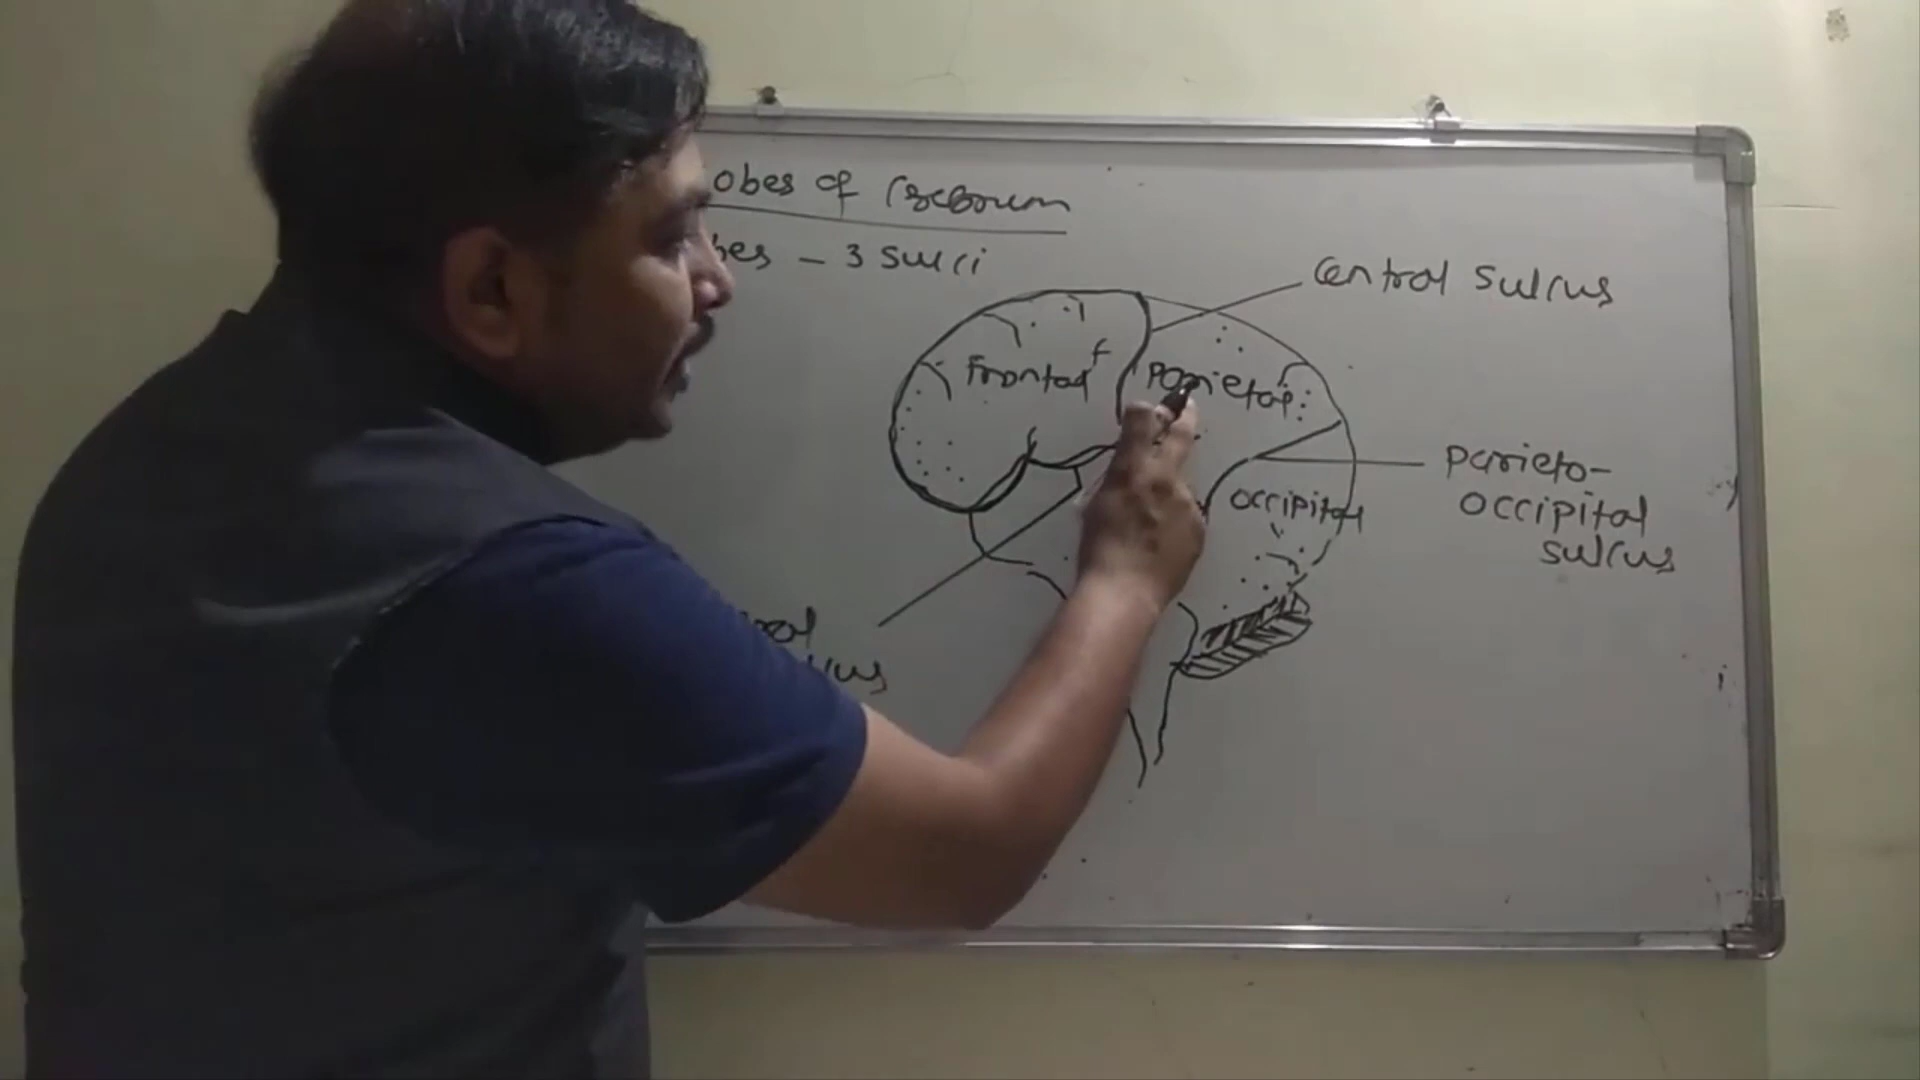 obes of Cerebrum
bes - 3 sulci
Central Sulcus
Frontal
f
Parietal
Parieto-
occipital
sulcus
occipital